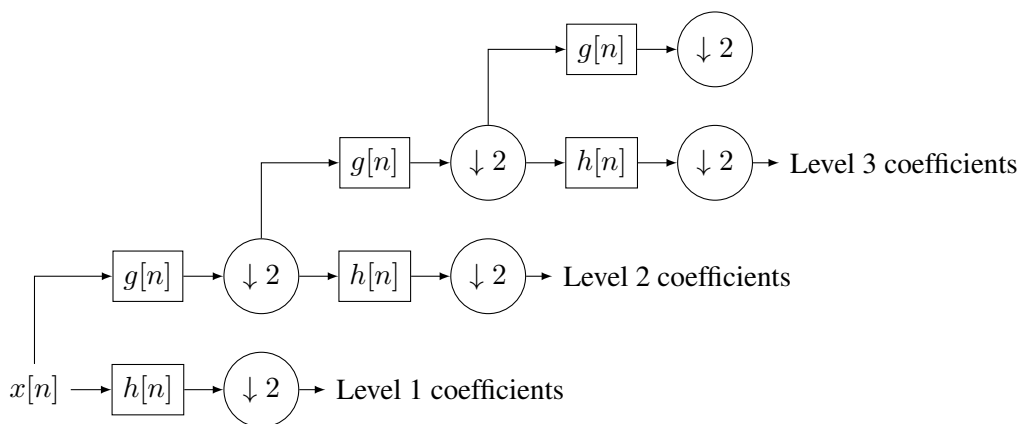 g[n] ↓ 2
g[n] ↓ 2 h[n] ↓ 2 Level 3 coefficients
g[n] ↓ 2 h[n] ↓ 2 Level 2 coefficients
x[n] h[n] ↓ 2 Level 1 coefficients